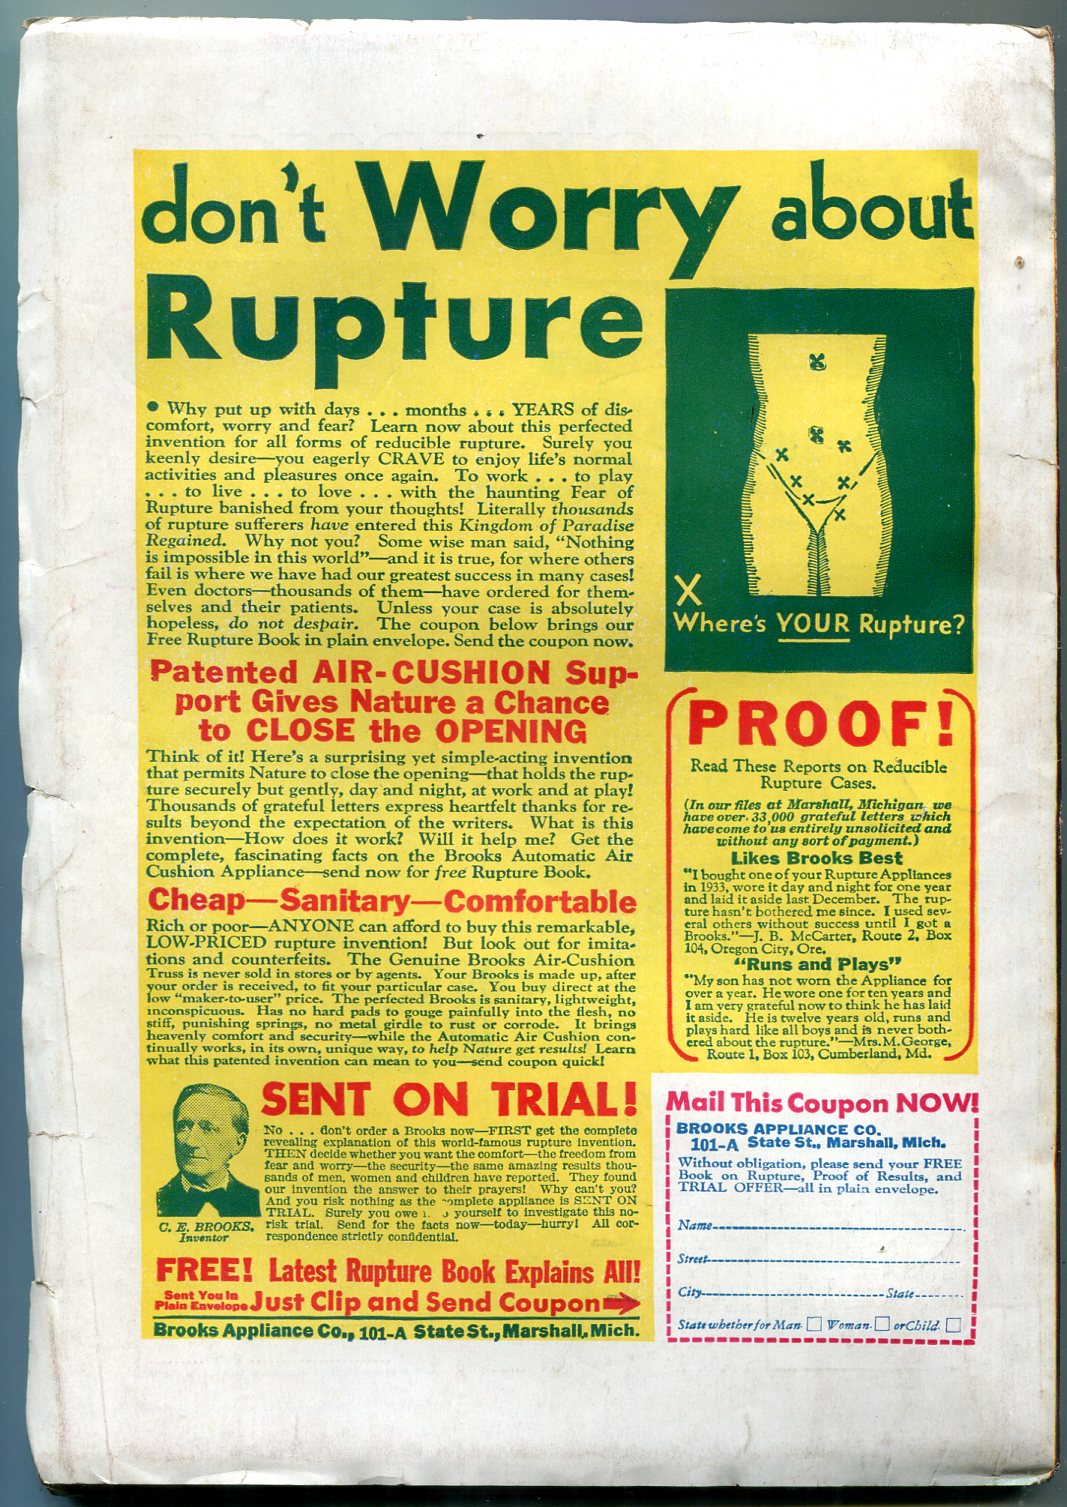 don't Worry about
Rupture
• Why put up with days . . . months . . . YEARS of dis-
comfort, worry and fear? Learn now about this perfected
invention for all forms of reducible rupture. Surely you
keenly desire—you eagerly CRAVE to enjoy life's normal
activities and pleasures once again. To work . . . to play
. . . to live . . . to love . . . with the haunting Fear of
Rupture banished from your thoughts! Literally thousands
of rupture sufferers have entered this Kingdom of Paradise
Regained. Why not you? Some wise man said, "Nothing
is impossible in this world"—and it is true, for where others
fail is where we have had our greatest success in many cases!
Even doctors—thousands of them—have ordered for them-
selves and their patients. Unless your case is absolutely
hopeless, do not despair. The coupon below brings our
Free Rupture Book in plain envelope. Send the coupon now.
Patented AIR-CUSHION Sup-
port Gives Nature a Chance
to CLOSE the OPENING
Think of it! Here's a surprising yet simple-acting invention
that permits Nature to close the opening—that holds the rup-
ture securely but gently, day and night, at work and at play!
Thousands of grateful letters express heartfelt thanks for re-
sults beyond the expectation of the writers. What is this
invention—How does it work? Will it help me? Get the
complete, fascinating facts on the Brooks Automatic Air
Cushion Appliance—send now for free Rupture Book.
Cheap—Sanitary—Comfortable
Rich or poor—ANYONE can afford to buy this remarkable,
LOW-PRICED rupture invention! But look out for imita-
tions and counterfeits. The Genuine Brooks Air-Cushion
Truss is never sold in stores or by agents. Your Brooks is made up, after
your order is received, to fit your particular case. You buy direct at the
low "maker-to-user" price. The perfected Brooks is sanitary, lightweight,
inconspicuous. Has no hard pads to gouge painfully into the flesh, no
stiff, punishing springs, no metal girdle to rust or corrode. It brings
heavenly comfort and security—while the Automatic Air Cushion con-
tinually works, in its own, unique way, to help Nature get results! Learn
what this patented invention can mean to you—send coupon quick!
C. E. BROOKS.
Inventor
SENT ON TRIAL!
No . . . don't order a Brooks now—FIRST get the complete
revealing explanation of this world-famous rupture invention.
THEN decide whether you want the comfort—the freedom from
fear and worry—the security—the same amazing results thou-
sands of men, women and children have reported. They found
our invention the answer to their prayers! Why can't you?
And you risk nothing as the complete appliance is SENT ON
TRIAL. Surely you owe yourself to investigate this no-
risk trial. Send for the facts now—today—hurry! All cor-
respondence strictly confidential.
FREE! Latest Rupture Book Explains All!
Sent You In
Plain Envelope Just Clip and Send Coupon
Brooks Appliance Co., 101-A State St., Marshall, Mich.
X
Where's YOUR Rupture?
PROOF!
Read These Reports on Reducible
Rupture Cases.
(In our files at Marshall, Michigan, we
have over 33,000 grateful letters which
have come to us entirely unsolicited and
without any sort of payment.)
Likes Brooks Best
"I bought one of your Rupture Appliances
in 1933, wore it day and night for one year
and laid it aside last December. The rup-
ture hasn't bothered me since. I used sev-
eral others without success until I got a
Brooks."—J. B. McCarter, Route 2, Box
104, Oregon City, Ore.
"Runs and Plays"
"My son has not worn the Appliance for
over a year. He wore one for ten years and
I am very grateful now to think he has laid
it aside. He is twelve years old, runs and
plays hard like all boys and is never both-
ered about the rupture."—Mrs. M. George,
Route 1, Box 103, Cumberland, Md.
Mail This Coupon NOW!
BROOKS APPLIANCE CO.
101-A State St., Marshall, Mich.
Without obligation, please send your FREE
Book on Rupture, Proof of Results, and
TRIAL OFFER—all in plain envelope.
Name
Street
City State
State whether for Man Woman or Child